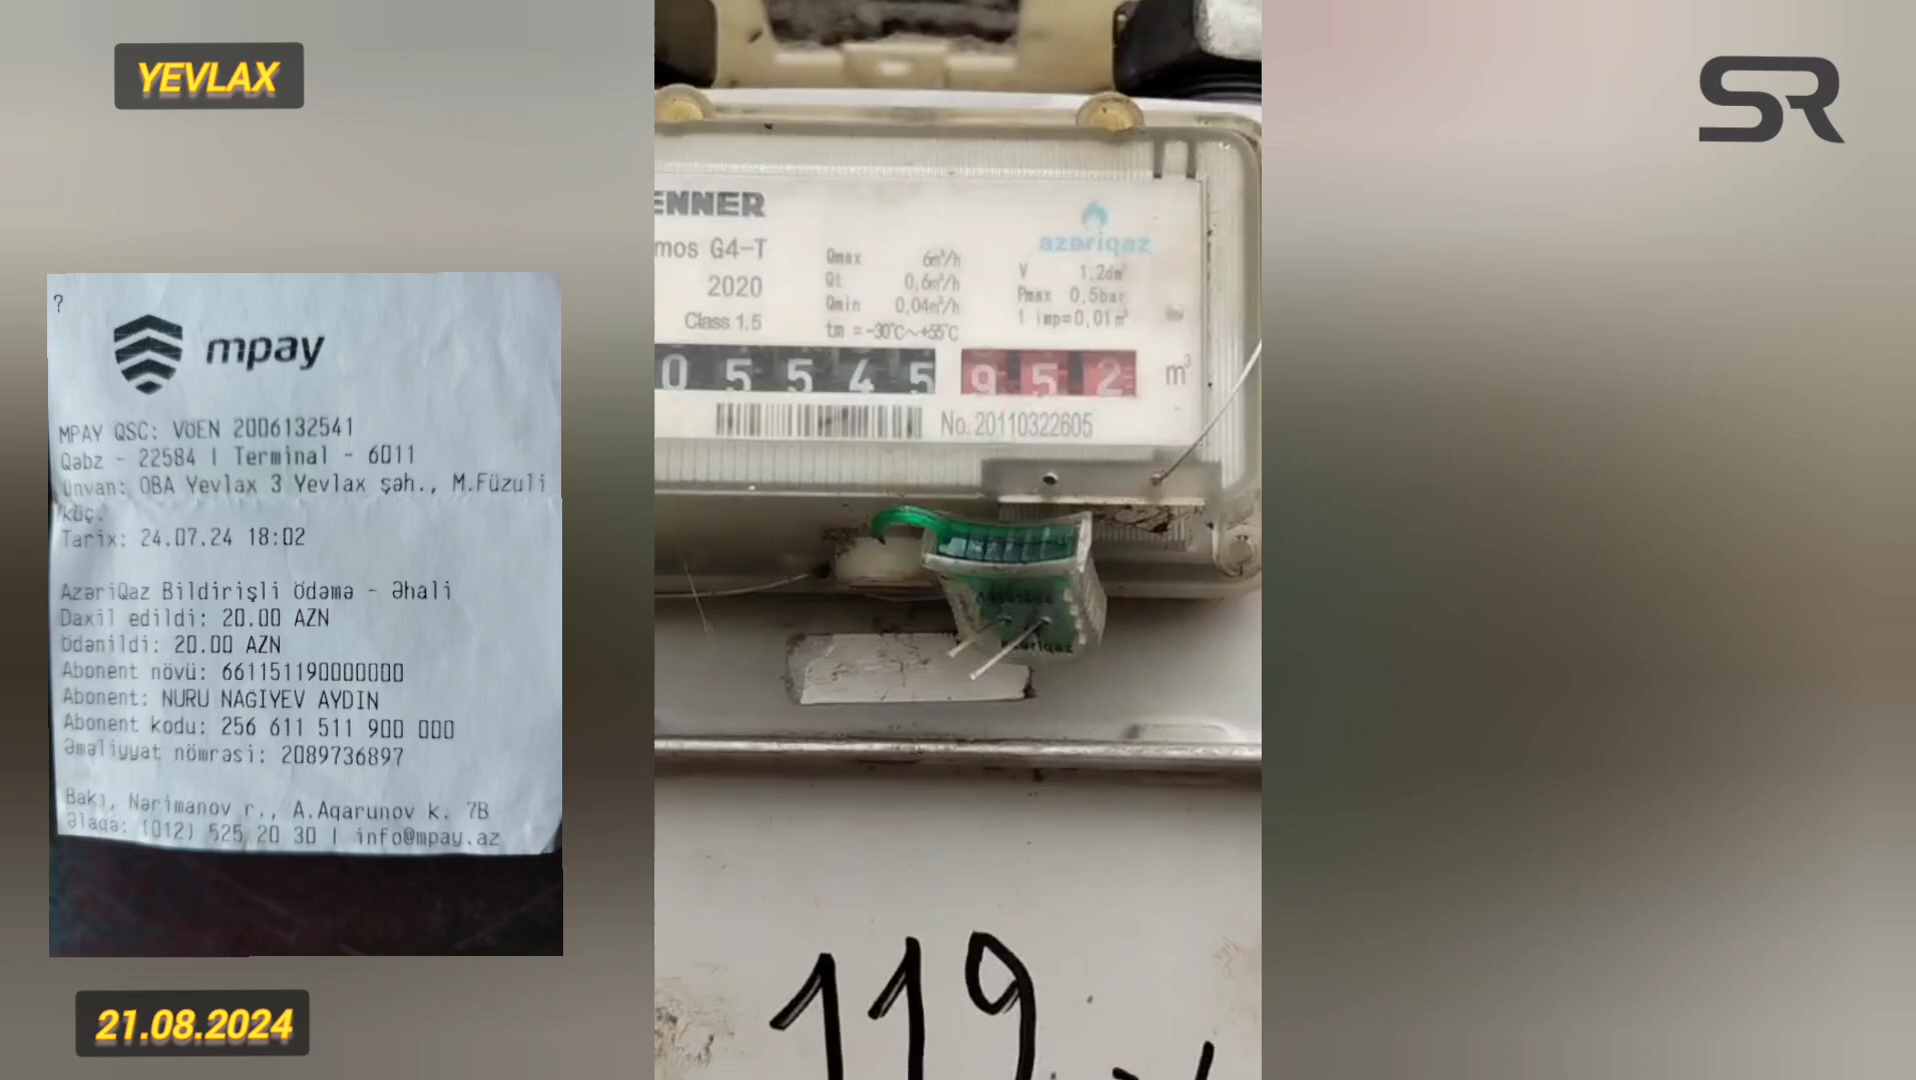 YEVLAX
SR
?
mpay
MPAY QSC: VÖEN 2006132541
Qəbz - 22584 | Terminal - 6011
Ünvan: OBA Yevlax 3 Yevlax şəh., M.Füzuli
küç.
Tarix: 24.07.24 18:02
AzəriQaz Bildirişli Ödəmə - Əhali
Daxil edildi: 20.00 AZN
Ödənildi: 20.00 AZN
Abonent növü: 661151190000000
Abonent: NURU NAGIYEV AYDIN
Abonent kodu: 256 611 511 900 000
Əməliyyat nömrəsi: 2089736897
Bakı, Nərimanov r., A.Aqarunov k. 7B
Əlaqə: (012) 525 20 30 | info@mpay.az
21.08.2024
ENNER
mos G4-T
2020
Class 1.5
Qmax 6m³/h
Qt 0,6m³/h
Qmin 0,04m³/h
tm = -30°C~+55°C
azəriqaz
V 1,2dm³
Pmax 0,5bar
1 imp=0,01m³
05545 952 m³
No. 20110322605
azəriqaz
119